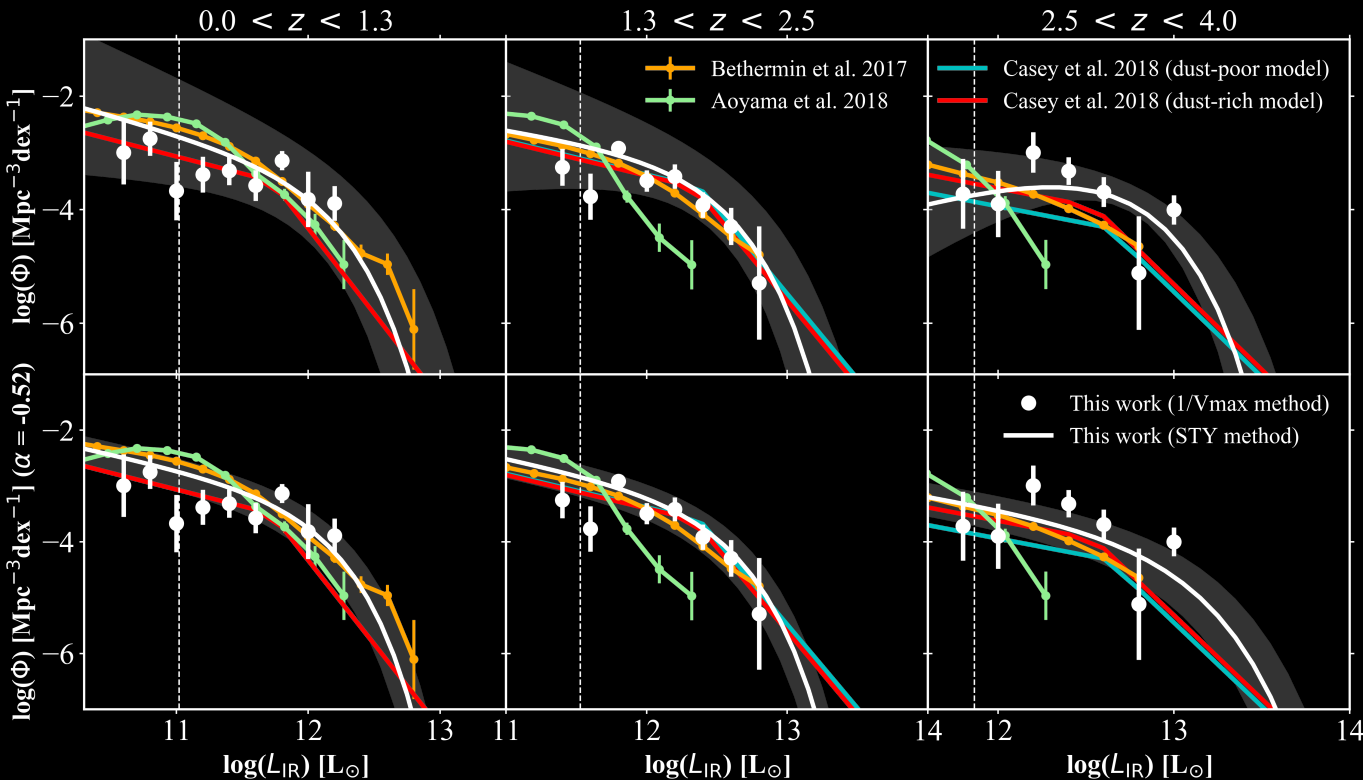 0.0 < z < 1.3
1.3 < z < 2.5
2.5 < z < 4.0
log(Φ) [Mpc⁻³dex⁻¹]
−2
−4
−6
Bethermin et al. 2017
Aoyama et al. 2018
Casey et al. 2018 (dust-poor model)
Casey et al. 2018 (dust-rich model)
log(Φ) [Mpc⁻³dex⁻¹] (α = -0.52)
−2
−4
−6
This work (1/Vmax method)
This work (STY method)
11 12 13
11 12 13
14 12 13 14
log(L_IR) [L⊙]
log(L_IR) [L⊙]
log(L_IR) [L⊙]